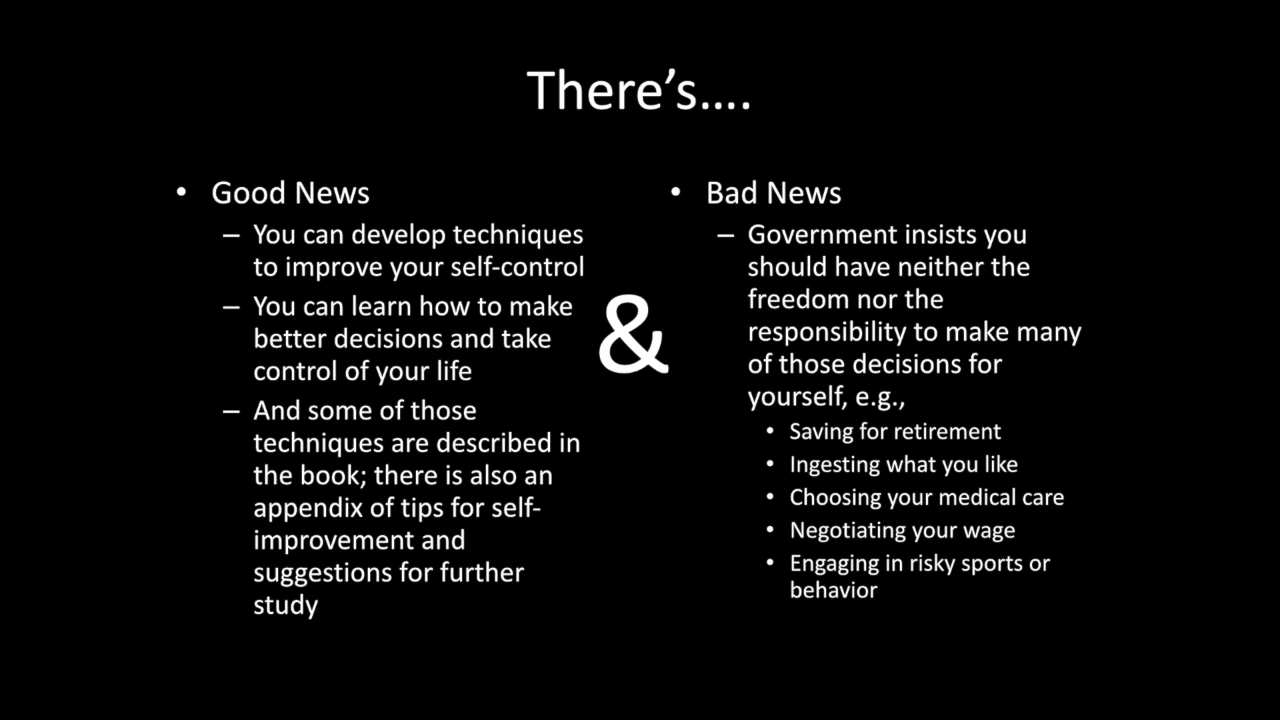 There’s….
• Good News
– You can develop techniques
to improve your self-control
– You can learn how to make
better decisions and take
control of your life
– And some of those
techniques are described in
the book; there is also an
appendix of tips for self-
improvement and
suggestions for further
study
&
• Bad News
– Government insists you
should have neither the
freedom nor the
responsibility to make many
of those decisions for
yourself, e.g.,
• Saving for retirement
• Ingesting what you like
• Choosing your medical care
• Negotiating your wage
• Engaging in risky sports or
behavior